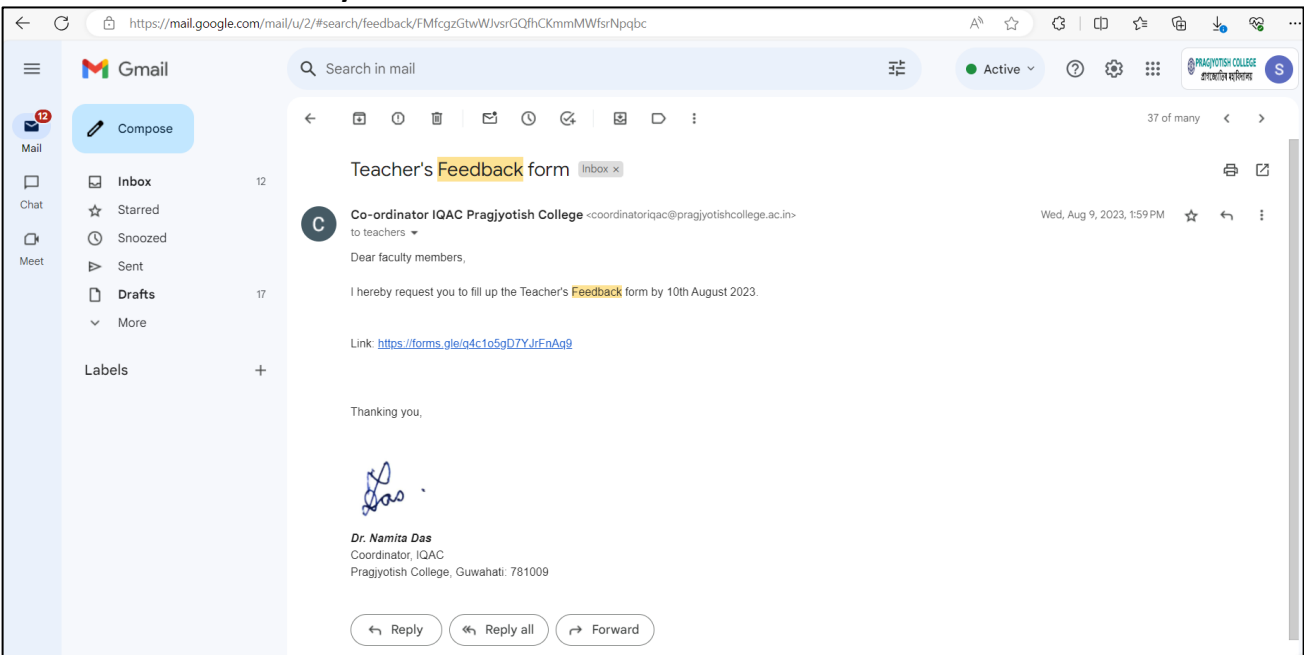 https://mail.google.com/mail/u/2/#search/feedback/FMfcgzGtwWJvsrGQfhCKmmMWfsrNpqbc
Gmail
Search in mail
Active
PRAGJYOTISH COLLEGE
প্রাগজ্যোতিষ মহাবিদ্যালয়
S
12
Mail
Chat
Meet
Compose
Inbox 12
Starred
Snoozed
Sent
Drafts 17
More
Labels +
37 of many
Teacher's Feedback form Inbox ×
C
Co-ordinator IQAC Pragjyotish College <coordinatoriqac@pragjyotishcollege.ac.in>
Wed, Aug 9, 2023, 1:59 PM
to teachers
Dear faculty members,
I hereby request you to fill up the Teacher's Feedback form by 10th August 2023.
Link: https://forms.gle/q4c1o5gD7YJrFnAq9
Thanking you,
Das
Dr. Namita Das
Coordinator, IQAC
Pragjyotish College, Guwahati: 781009
Reply
Reply all
Forward